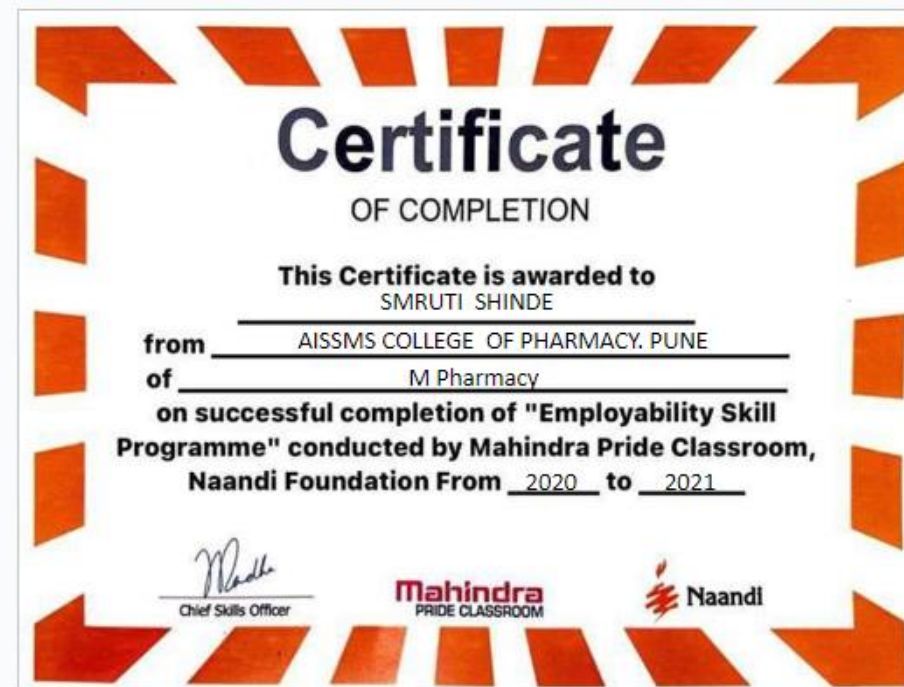 Certificate
OF COMPLETION
This Certificate is awarded to
SMRUTI SHINDE
from AISSMS COLLEGE OF PHARMACY. PUNE
of M Pharmacy
on successful completion of "Employability Skill
Programme" conducted by Mahindra Pride Classroom,
Naandi Foundation From 2020 to 2021
Chief Skills Officer
Mahindra
PRIDE CLASSROOM
Naandi